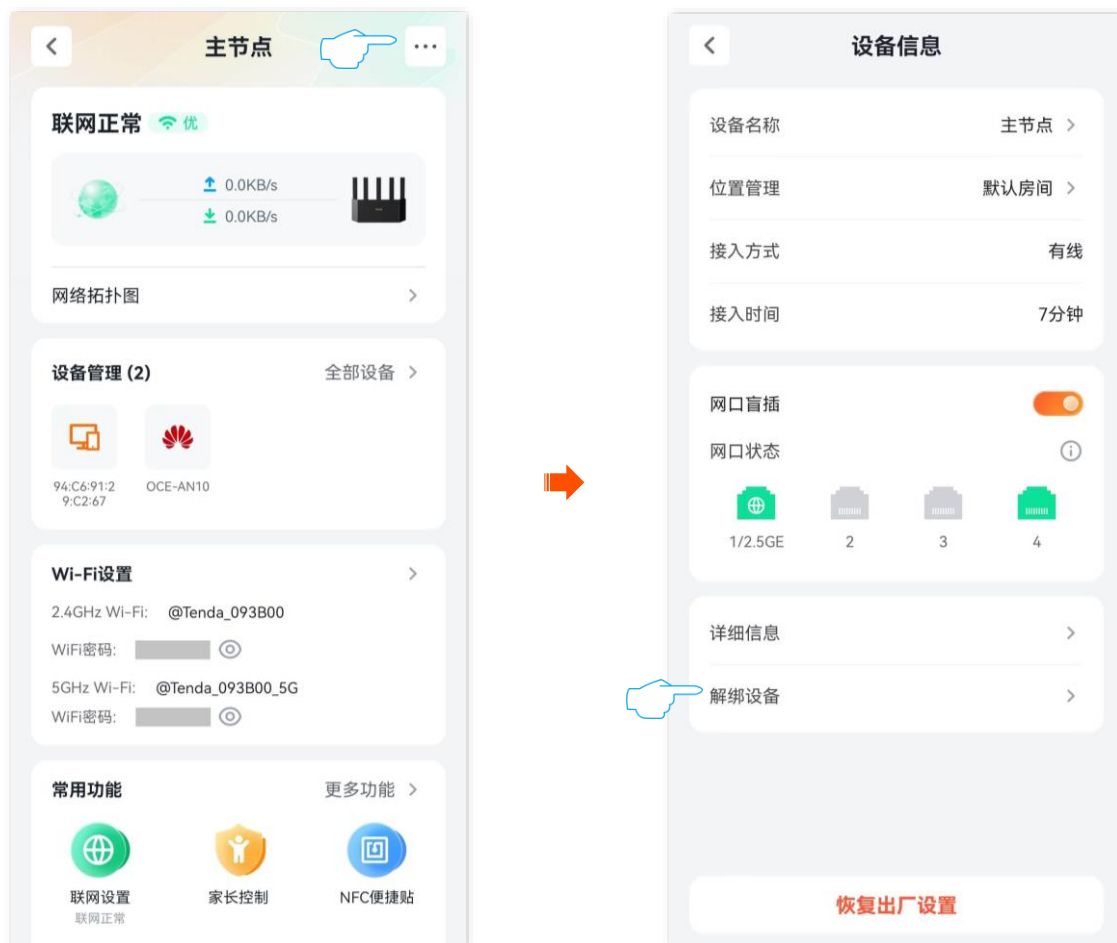 主节点
...
联网正常 优
0.0KB/s
0.0KB/s
网络拓扑图
设备管理 (2) 全部设备
94:C6:91:2
9:C2:67
OCE-AN10
Wi-Fi设置
2.4GHz Wi-Fi: @Tenda_093B00
WiFi密码:
5GHz Wi-Fi: @Tenda_093B00_5G
WiFi密码:
常用功能 更多功能
联网设置 家长控制 NFC便捷贴
联网正常
设备信息
设备名称 主节点
位置管理 默认房间
接入方式 有线
接入时间 7分钟
网口盲插
网口状态
1/2.5GE 2 3 4
详细信息
解绑设备
恢复出厂设置